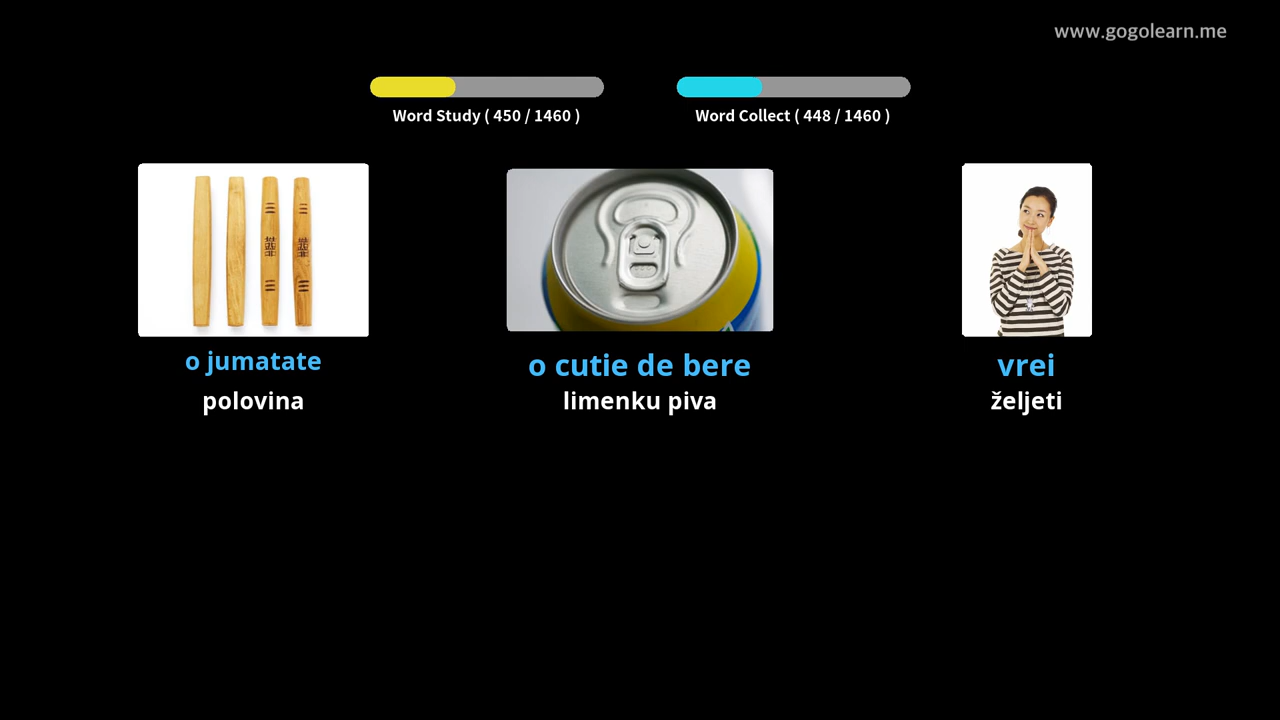 www.gogolearn.me
Word Study ( 450 / 1460 )
Word Collect ( 448 / 1460 )
o jumatate
polovina
o cutie de bere
limenku piva
vrei
željeti